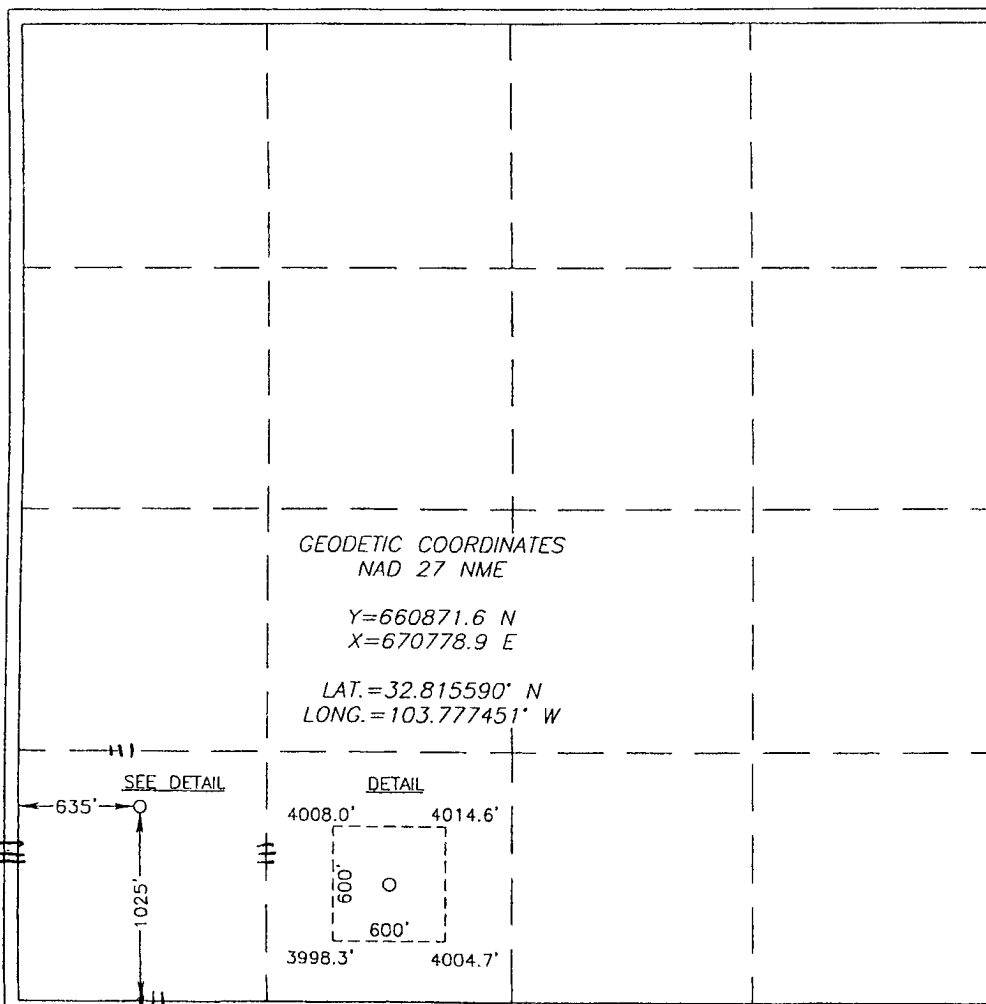 GEODETIC COORDINATES
NAD 27 NME
Y=660871.6 N
X=670778.9 E
LAT.=32.815590° N
LONG.=103.777451° W
SEE DETAIL
635'
1025'
DETAIL
4008.0' 4014.6'
600'
600'
3998.3' 4004.7'